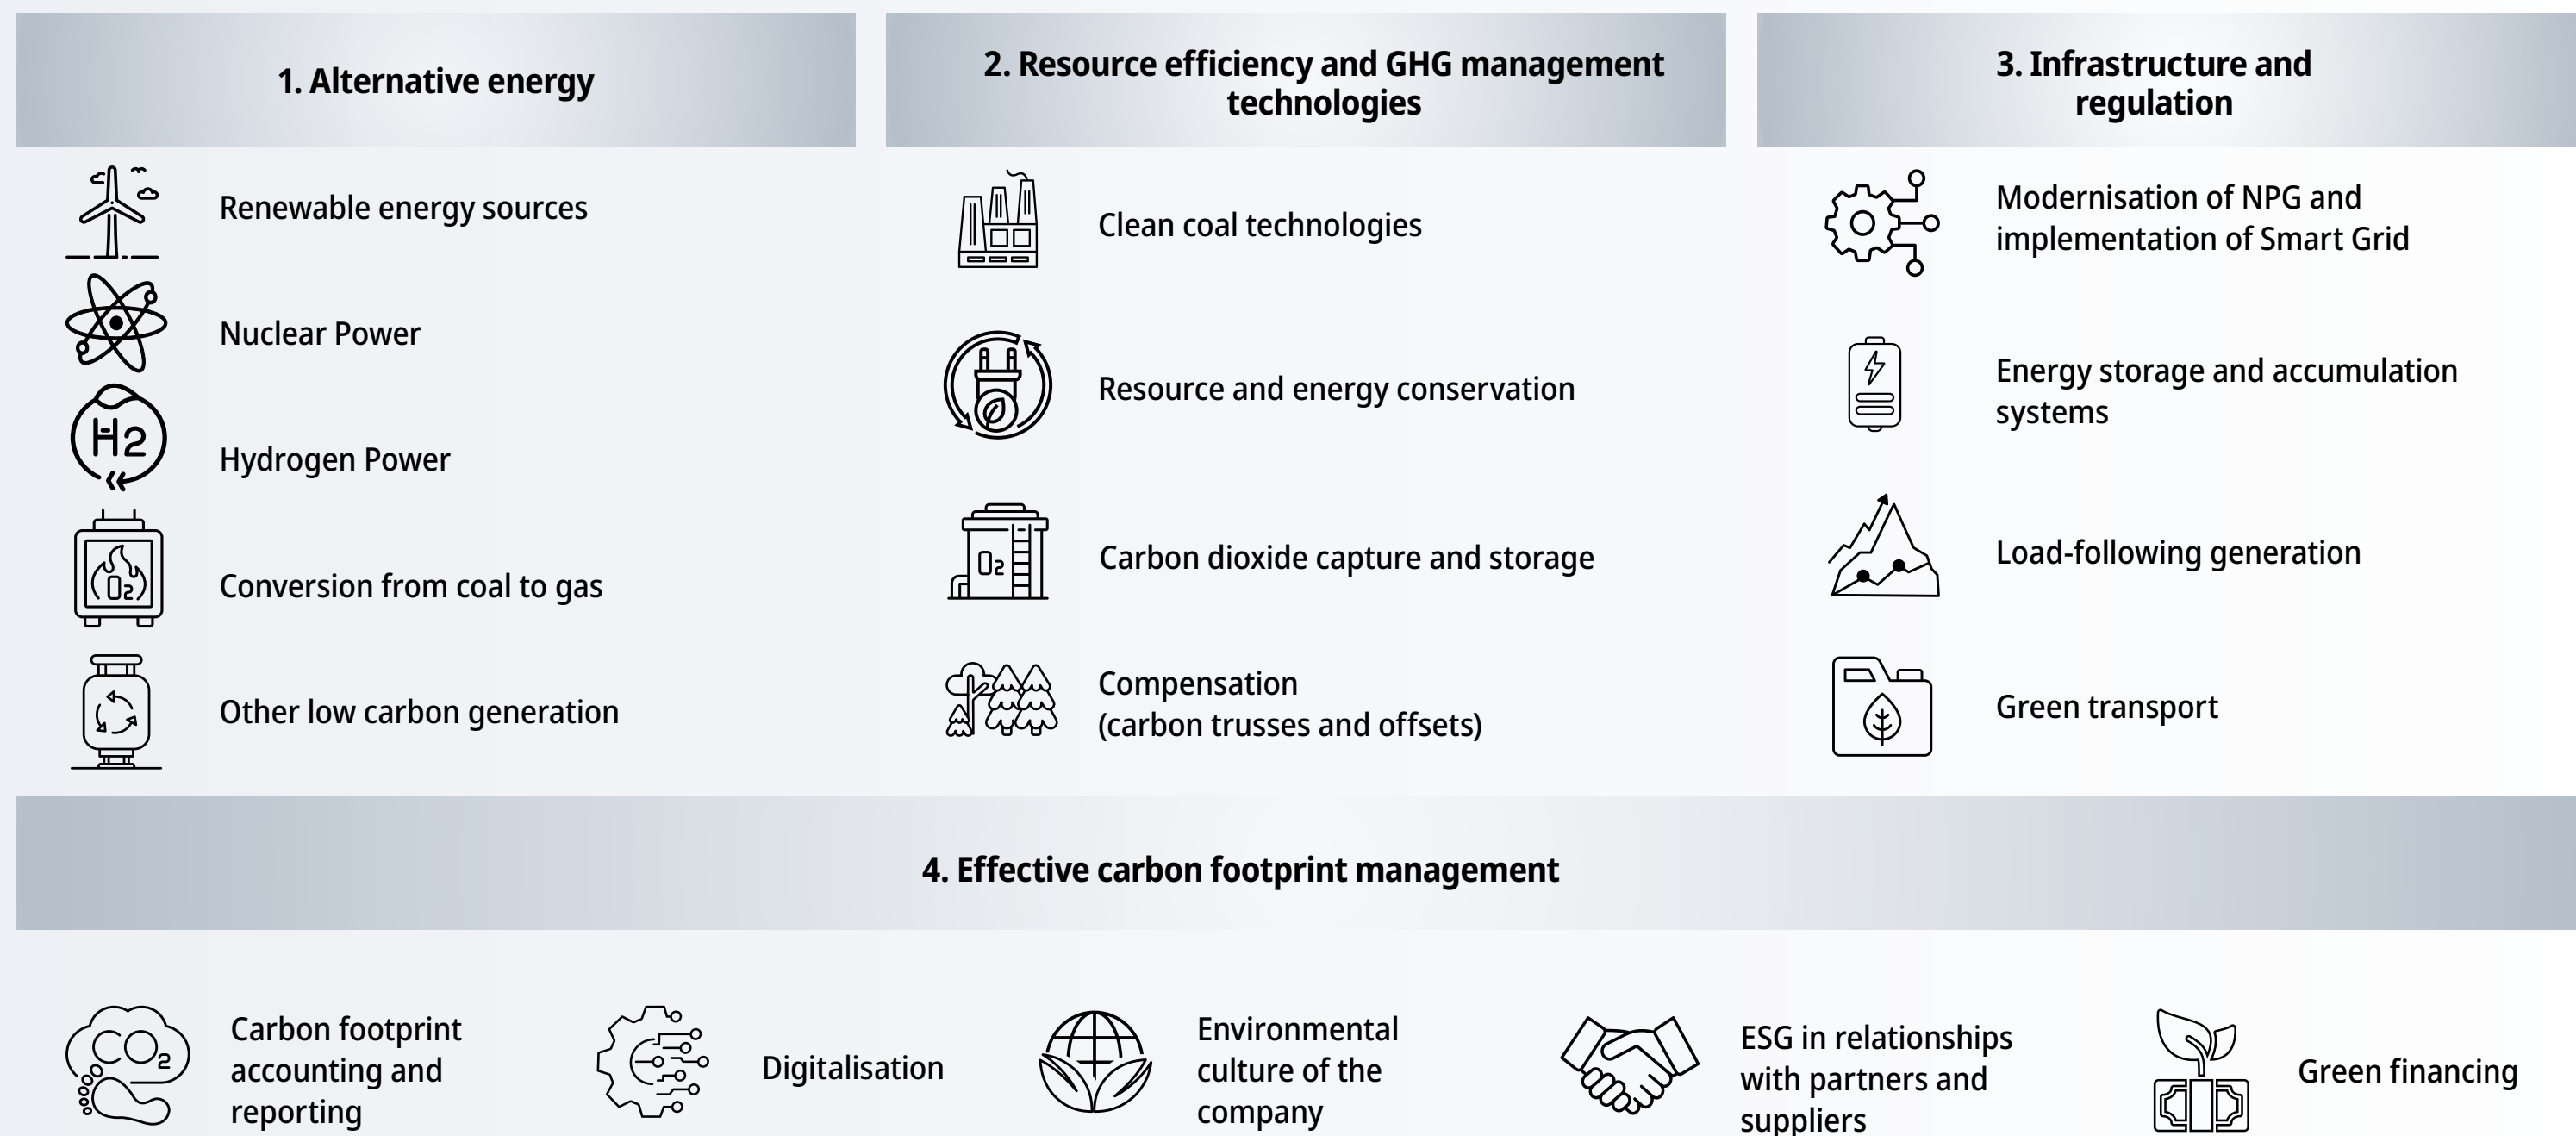 1. Alternative energy
Renewable energy sources
Nuclear Power
H2
Hydrogen Power
O2
Conversion from coal to gas
Other low carbon generation
2. Resource efficiency and GHG management
technologies
Clean coal technologies
Resource and energy conservation
O2
Carbon dioxide capture and storage
Compensation
(carbon trusses and offsets)
3. Infrastructure and
regulation
Modernisation of NPG and
implementation of Smart Grid
Energy storage and accumulation
systems
Load-following generation
Green transport
4. Effective carbon footprint management
CO2
Carbon footprint
accounting and
reporting
Digitalisation
Environmental
culture of the
company
ESG in relationships
with partners and
suppliers
Green financing